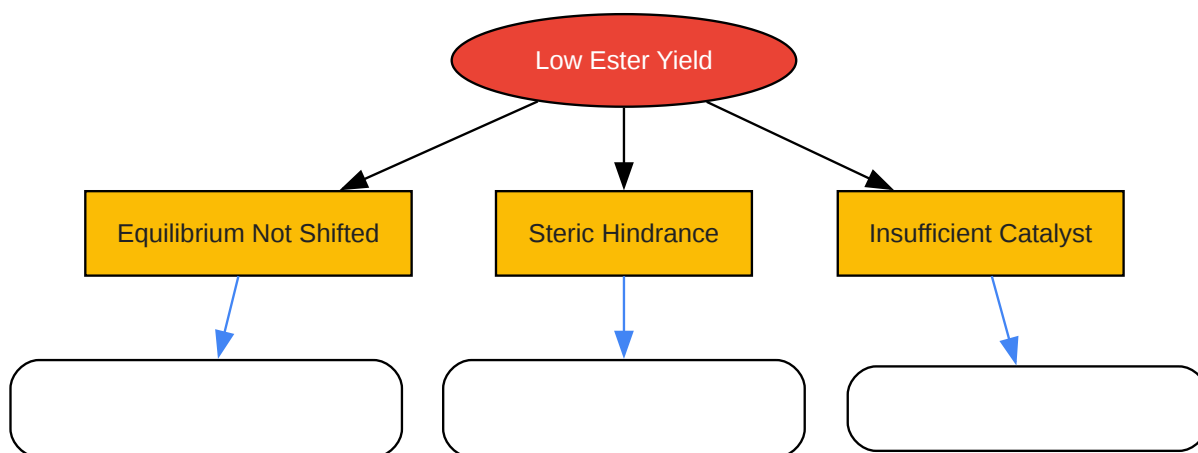 Low Ester Yield
Equilibrium Not Shifted
Steric Hindrance
Insufficient Catalyst